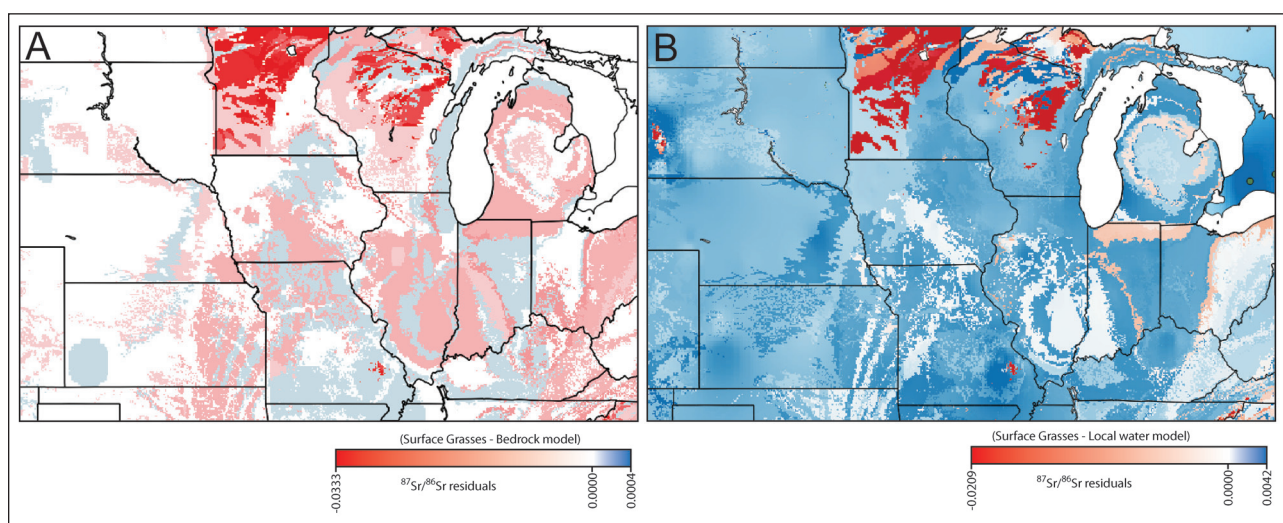 A
B
(Surface Grasses - Bedrock model)
-0.0333
0.0000
0.0004
⁸⁷Sr/⁸⁶Sr residuals
(Surface Grasses - Local water model)
-0.0209
0.0000
0.0042
⁸⁷Sr/⁸⁶Sr residuals